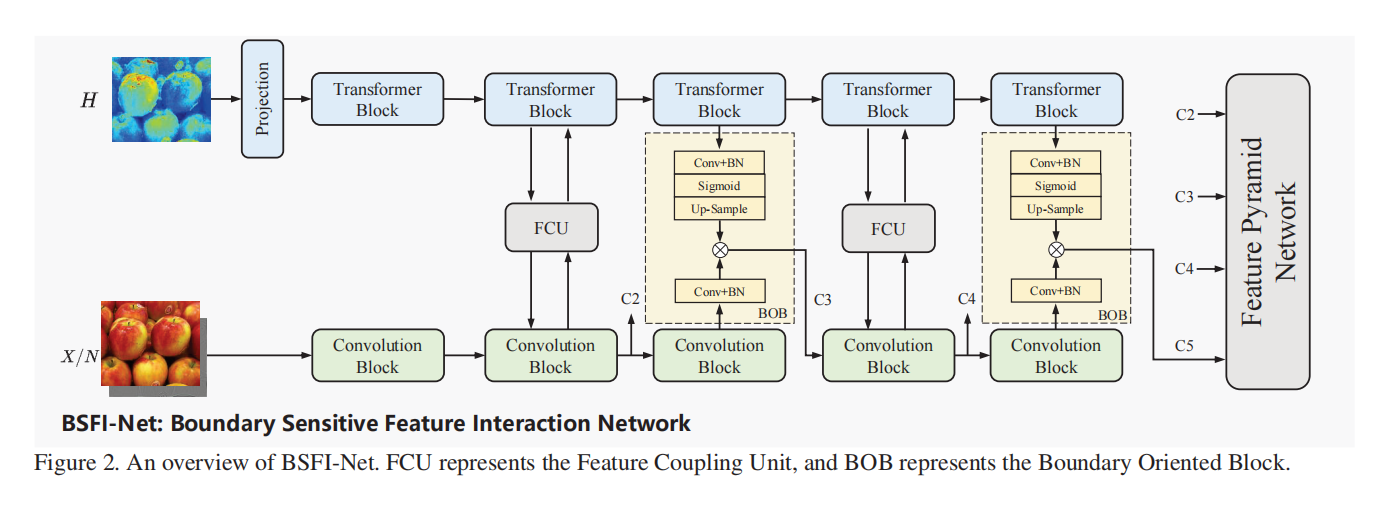 H
Projection
Transformer
Block
Transformer
Block
Transformer
Block
Transformer
Block
Transformer
Block
Conv+BN
Sigmoid
Up-Sample
Conv+BN
Sigmoid
Up-Sample
FCU
FCU
Conv+BN
BOB
Conv+BN
BOB
C2
C3
C4
X/N
Convolution
Block
Convolution
Block
Convolution
Block
Convolution
Block
Convolution
Block
C2
C3
C4
C5
Feature Pyramid
Network
BSFI-Net: Boundary Sensitive Feature Interaction Network
Figure 2. An overview of BSFI-Net. FCU represents the Feature Coupling Unit, and BOB represents the Boundary Oriented Block.